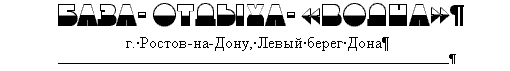 БАЗА- ОТДЫХА- «ВОЛНА»¶
г.·Ростов-на-Дону,·Левый·берег·Дона¶
¶